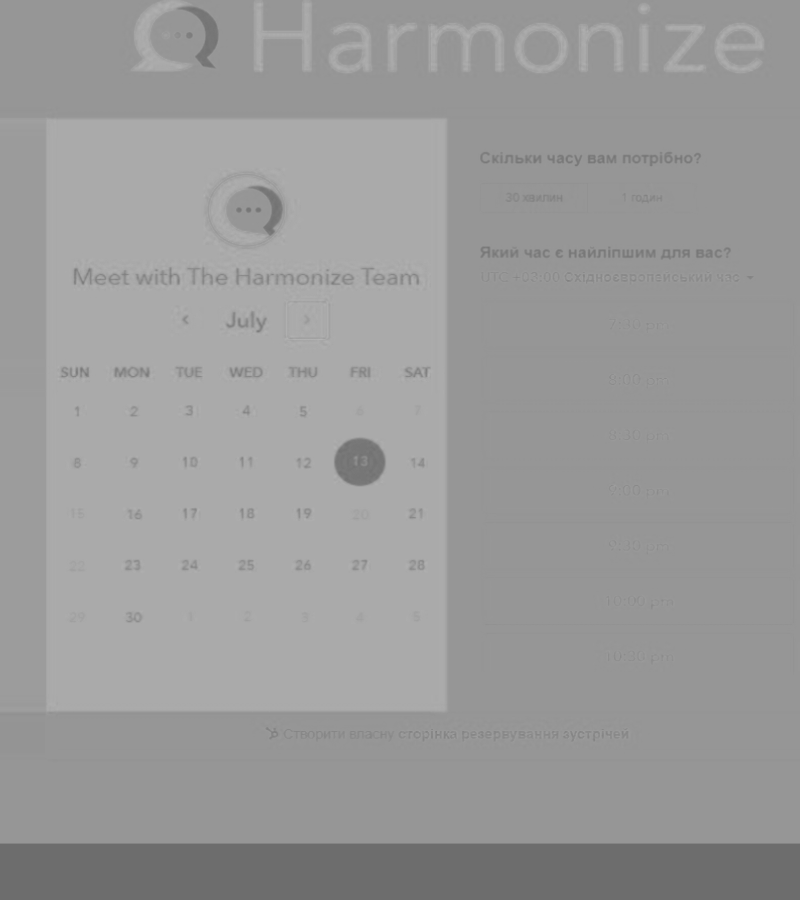 Harmonize
Meet with The Harmonize Team
July
SUN MON TUE WED THU FRI SAT
1 2 3 4 5 6 7
8 9 10 11 12 13 14
15 16 17 18 19 20 21
22 23 24 25 26 27 28
29 30 1 2 3 4 5
Скільки часу вам потрібно?
30 хвилин 1 годин
Який час є найліпшим для вас?
UTC +03:00 Східноєвропейський час
7:30 pm
8:00 pm
8:30 pm
9:00 pm
9:30 pm
10:00 pm
10:30 pm
Створити власну сторінка резервування зустрічей